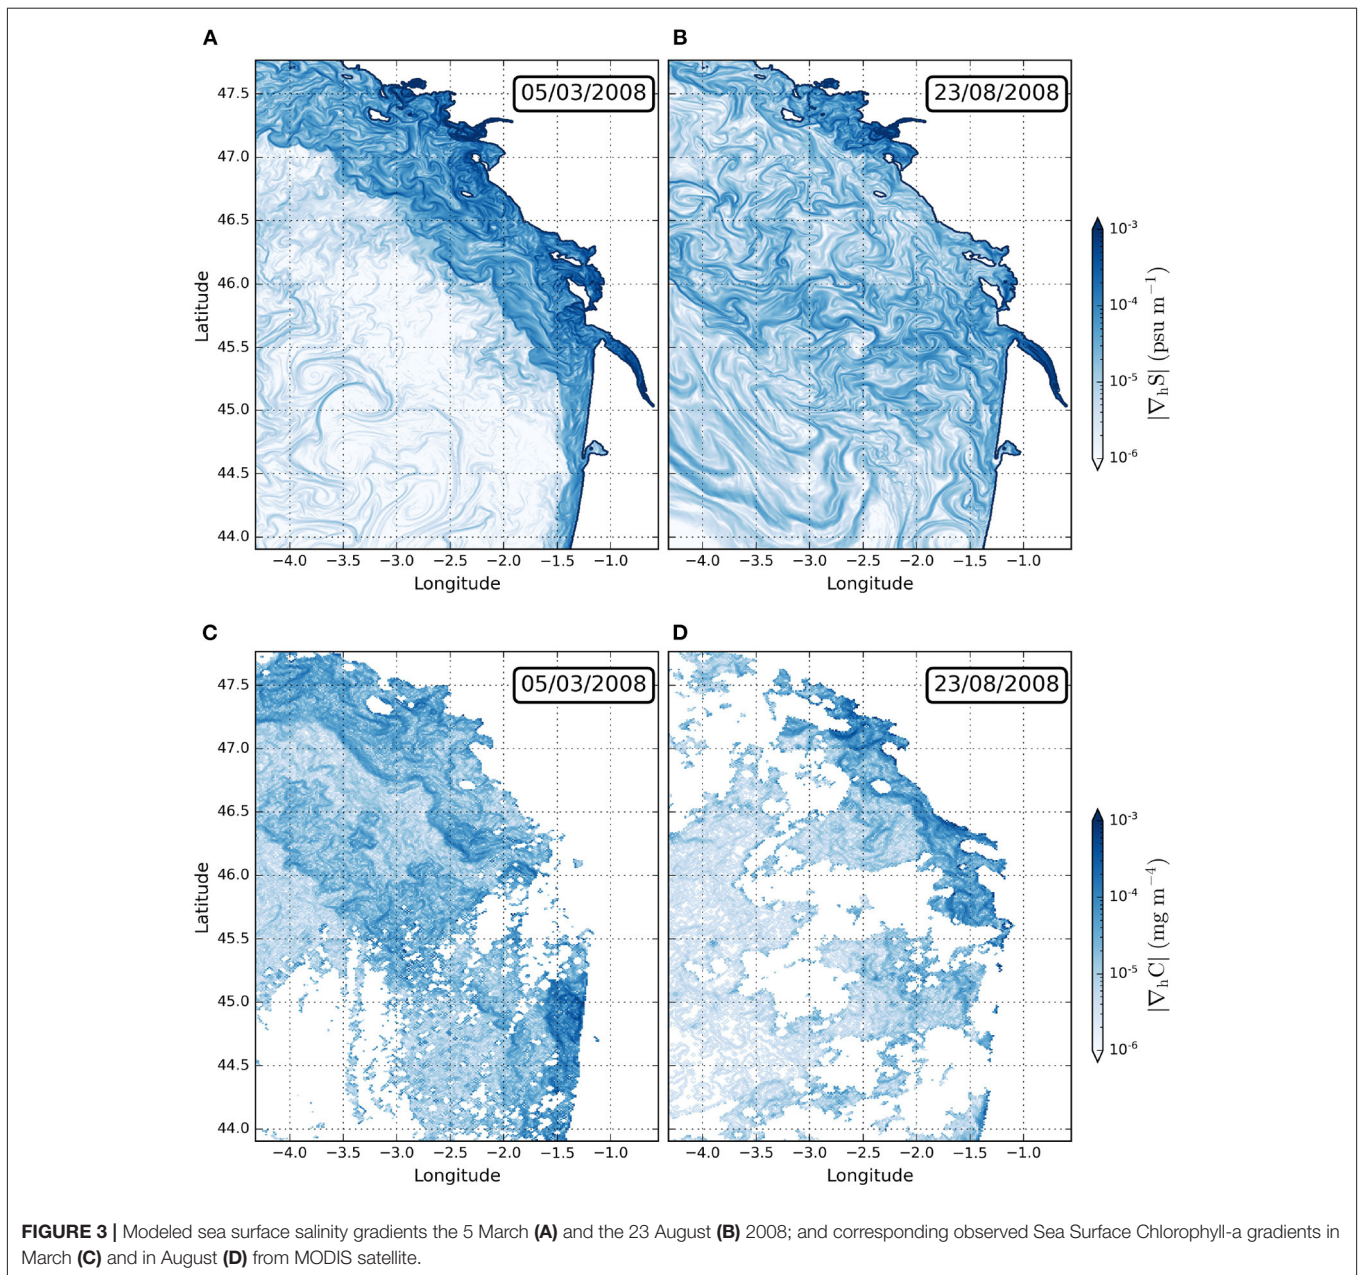 A
B
05/03/2008
23/08/2008
47.5
47.0
46.5
46.0
45.5
45.0
44.5
44.0
Latitude
−4.0 −3.5 −3.0 −2.5 −2.0 −1.5 −1.0
Longitude
−4.0 −3.5 −3.0 −2.5 −2.0 −1.5 −1.0
Longitude
10⁻³
10⁻⁴
10⁻⁵
10⁻⁶
|∇ₕS| (psu m⁻¹)
C
D
05/03/2008
23/08/2008
47.5
47.0
46.5
46.0
45.5
45.0
44.5
44.0
Latitude
−4.0 −3.5 −3.0 −2.5 −2.0 −1.5 −1.0
Longitude
−4.0 −3.5 −3.0 −2.5 −2.0 −1.5 −1.0
Longitude
10⁻³
10⁻⁴
10⁻⁵
10⁻⁶
|∇ₕC| (mg m⁻⁴)
FIGURE 3 | Modeled sea surface salinity gradients the 5 March (A) and the 23 August (B) 2008; and corresponding observed Sea Surface Chlorophyll-a gradients in
March (C) and in August (D) from MODIS satellite.